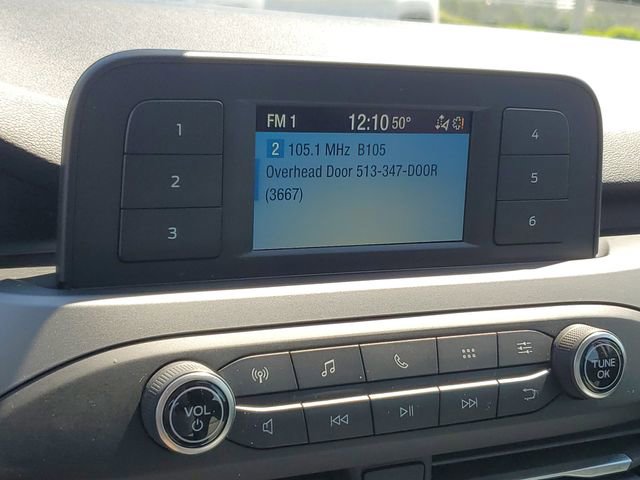 FM 1 12:10 50°
2 105.1 MHz B105
Overhead Door 513-347-DOOR
(3667)
1
2
3
4
5
6
VOL
TUNE
OK